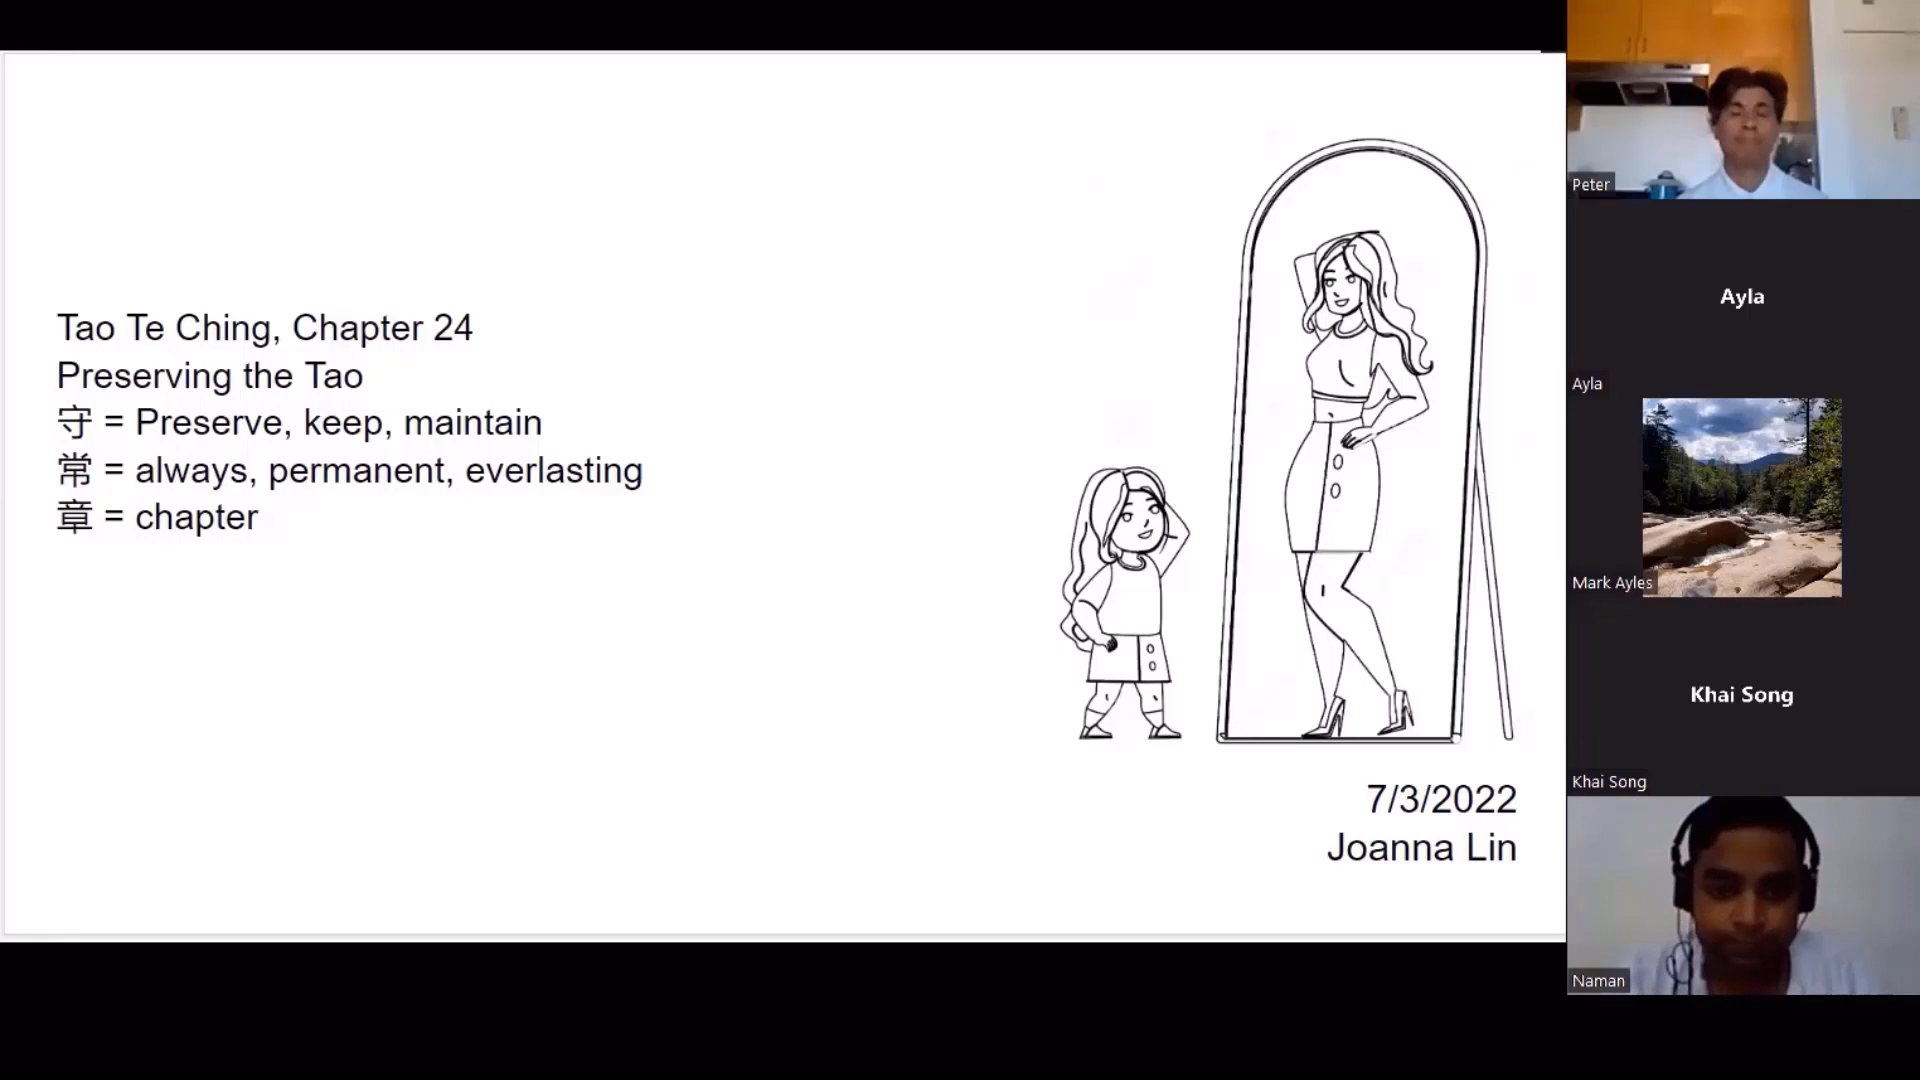 Tao Te Ching, Chapter 24
Preserving the Tao
守 = Preserve, keep, maintain
常 = always, permanent, everlasting
章 = chapter
7/3/2022
Joanna Lin
Peter
Ayla
Ayla
Mark Ayles
Khai Song
Khai Song
Naman